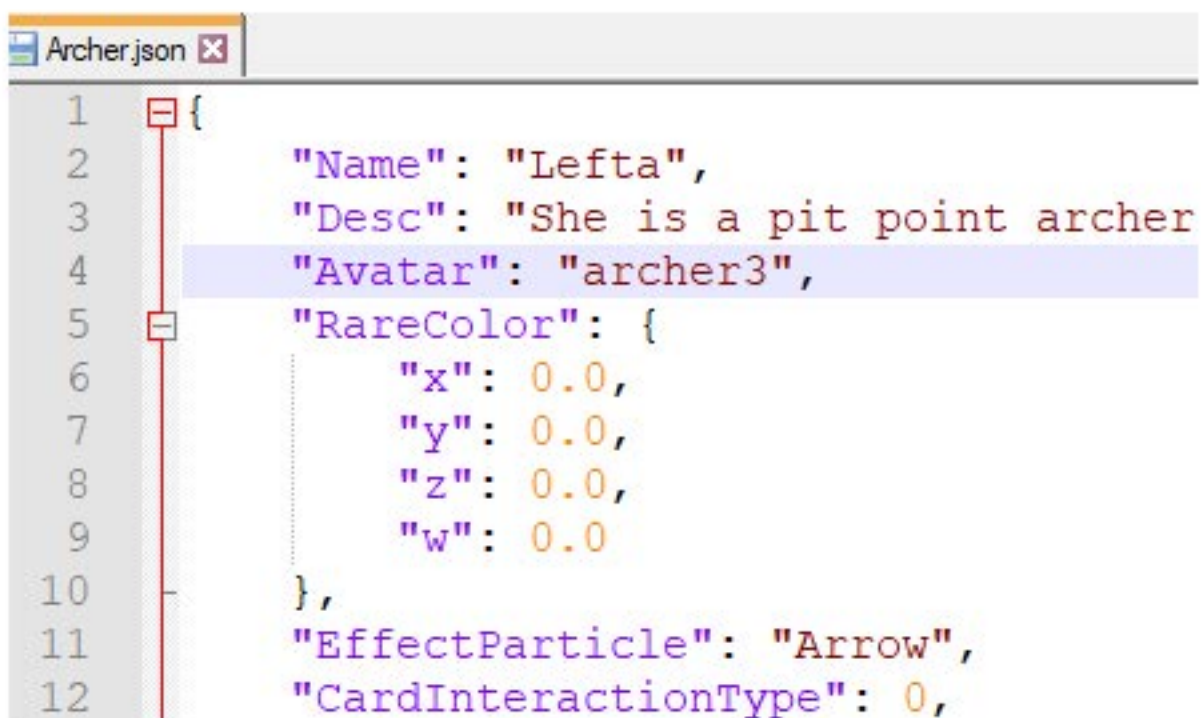 Archer.json
1 {
2 "Name": "Lefta",
3 "Desc": "She is a pit point archer
4 "Avatar": "archer3",
5 "RareColor": {
6 "x": 0.0,
7 "y": 0.0,
8 "z": 0.0,
9 "w": 0.0
10 },
11 "EffectParticle": "Arrow",
12 "CardInteractionType": 0,